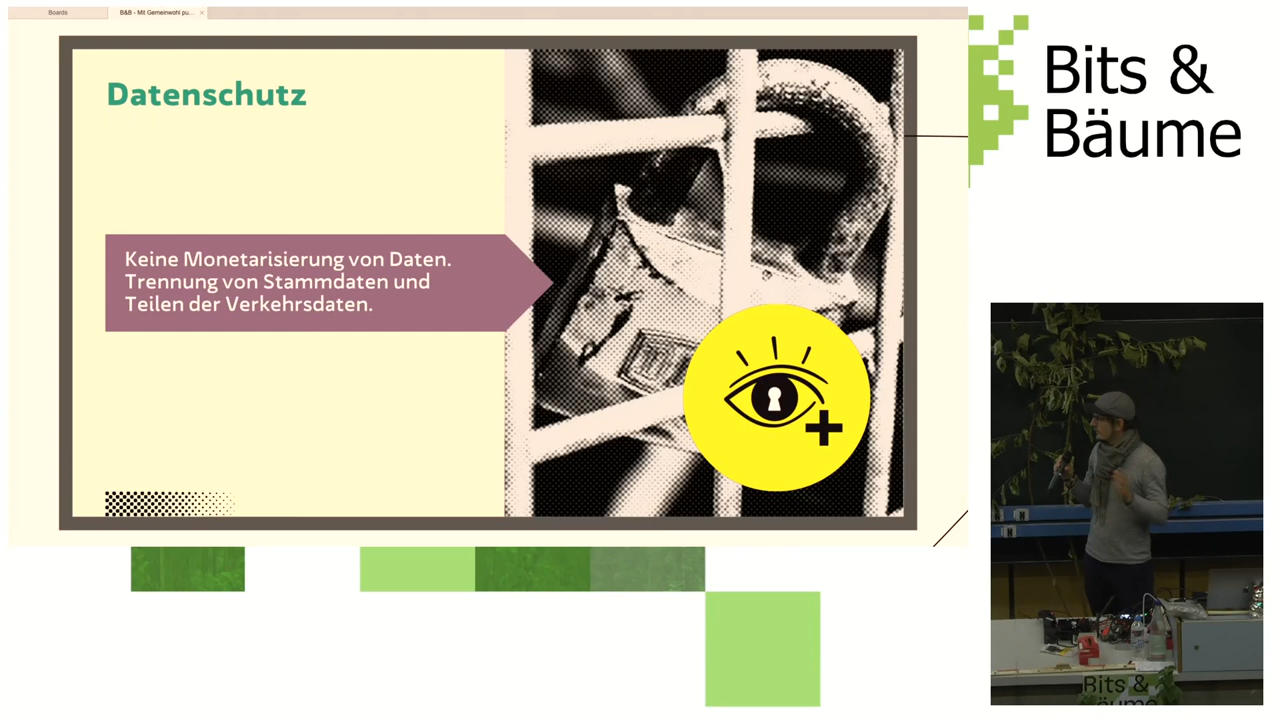 Boards
B&B - Mit Gemeinwohl pu...
Datenschutz
Keine Monetarisierung von Daten.
Trennung von Stammdaten und
Teilen der Verkehrsdaten.
Bits &
Bäume
Bits &
Bäume